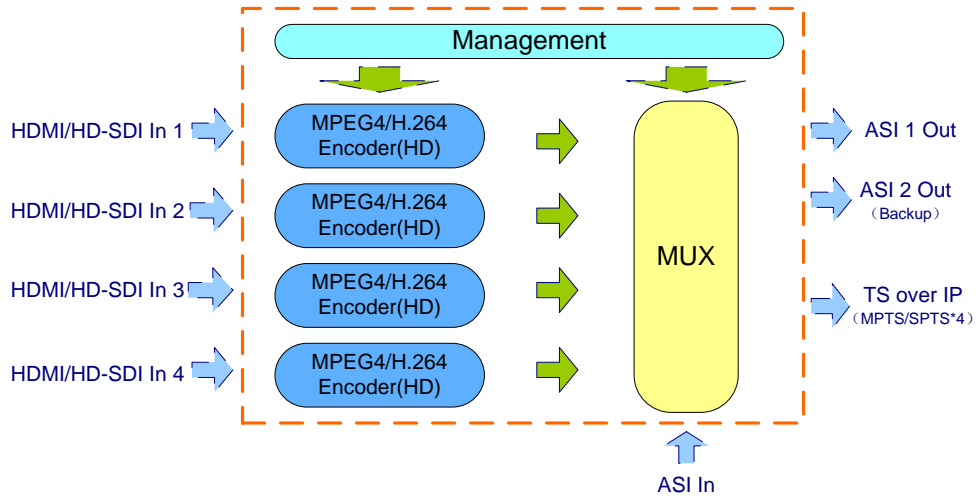 Management
HDMI/HD-SDI In 1
MPEG4/H.264
Encoder(HD)
ASI 1 Out
HDMI/HD-SDI In 2
MPEG4/H.264
Encoder(HD)
ASI 2 Out
（Backup）
MUX
HDMI/HD-SDI In 3
MPEG4/H.264
Encoder(HD)
TS over IP
（MPTS/SPTS*4）
HDMI/HD-SDI In 4
MPEG4/H.264
Encoder(HD)
ASI In